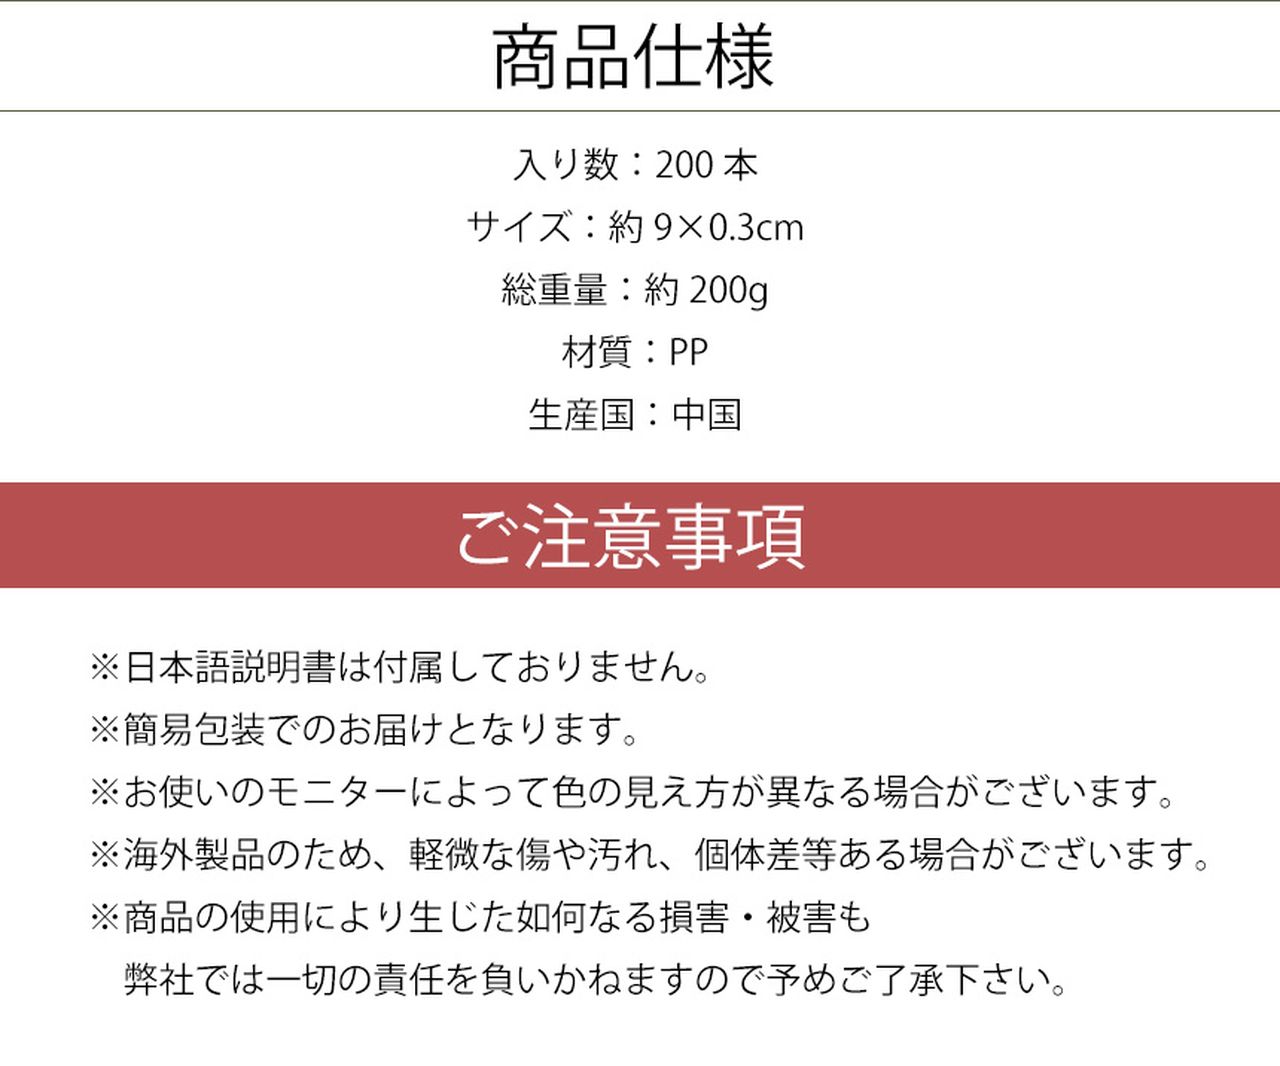 商品仕様
入り数：200 本
サイズ：約 9×0.3cm
総重量：約 200g
材質：PP
生産国：中国
ご注意事項
※日本語説明書は付属しておりません。
※簡易包装でのお届けとなります。
※お使いのモニターによって色の見え方が異なる場合がございます。
※海外製品のため、軽微な傷や汚れ、個体差等ある場合がございます。
※商品の使用により生じた如何なる損害・被害も
弊社では一切の責任を負いかねますので予めご了承下さい。